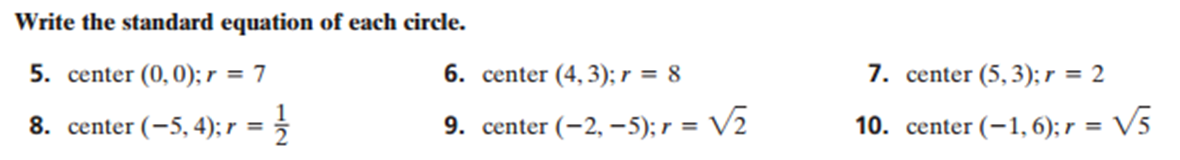 Write the standard equation of each circle.
5. center (0, 0); r = 7 6. center (4, 3); r = 8 7. center (5, 3); r = 2
8. center (−5, 4); r = 1/2 9. center (−2, −5); r = √2 10. center (−1, 6); r = √5